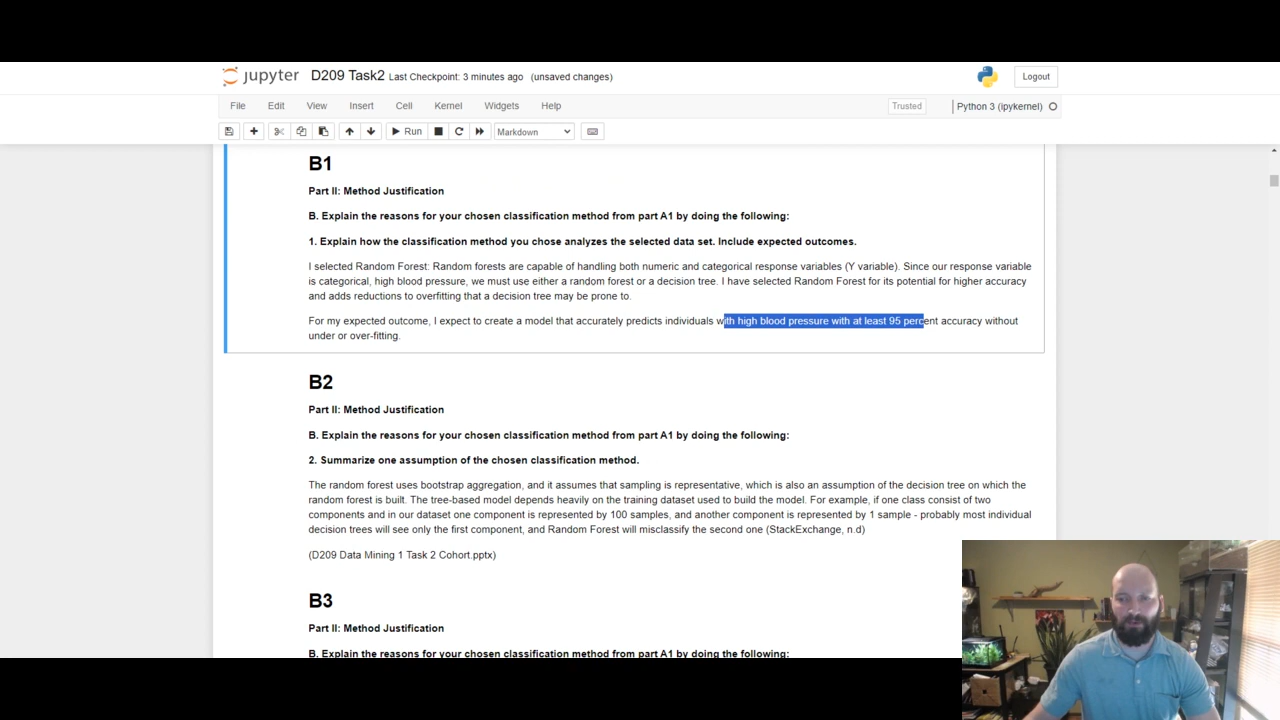 jupyter D209 Task2 Last Checkpoint: 3 minutes ago (unsaved changes) Logout
File Edit View Insert Cell Kernel Widgets Help Trusted Python 3 (ipykernel)
Run Markdown
B1
Part II: Method Justification
B. Explain the reasons for your chosen classification method from part A1 by doing the following:
1. Explain how the classification method you chose analyzes the selected data set. Include expected outcomes.
I selected Random Forest: Random forests are capable of handling both numeric and categorical response variables (Y variable). Since our response variable
is categorical, high blood pressure, we must use either a random forest or a decision tree. I have selected Random Forest for its potential for higher accuracy
and adds reductions to overfitting that a decision tree may be prone to.
For my expected outcome, I expect to create a model that accurately predicts individuals with high blood pressure with at least 95 percent accuracy without
under or over-fitting.
B2
Part II: Method Justification
B. Explain the reasons for your chosen classification method from part A1 by doing the following:
2. Summarize one assumption of the chosen classification method.
The random forest uses bootstrap aggregation, and it assumes that sampling is representative, which is also an assumption of the decision tree on which the
random forest is built. The tree-based model depends heavily on the training dataset used to build the model. For example, if one class consist of two
components and in our dataset one component is represented by 100 samples, and another component is represented by 1 sample - probably most individual
decision trees will see only the first component, and Random Forest will misclassify the second one (StackExchange, n.d)
(D209 Data Mining 1 Task 2 Cohort.pptx)
B3
Part II: Method Justification
B. Explain the reasons for your chosen classification method from part A1 by doing the following: